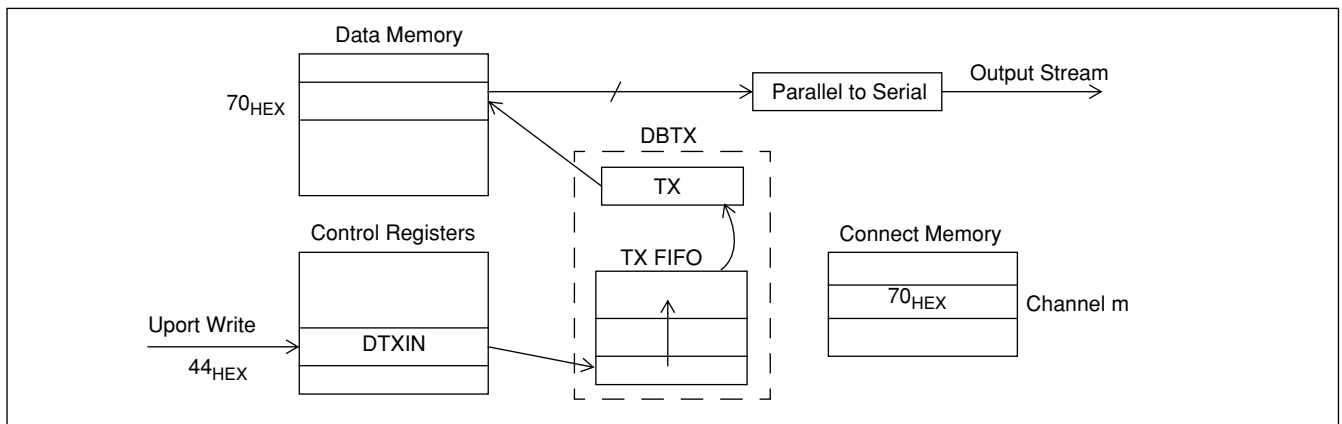 Data Memory
70HEX
Parallel to Serial
Output Stream
DBTX
TX
Control Registers
TX FIFO
Connect Memory
70HEX
Channel m
Uport Write
DTXIN
44HEX